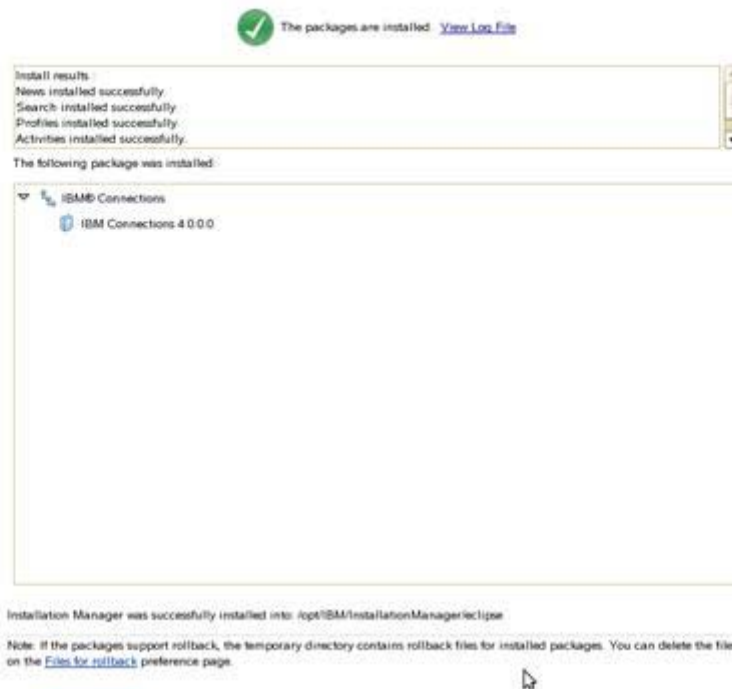 The packages are installed. View Log File
Install results :
News installed successfully.
Search installed successfully.
Profiles installed successfully.
Activities installed successfully.
The following package was installed:
IBM® Connections
IBM Connections 4.0.0.0
Installation Manager was successfully installed into: /opt/IBM/InstallationManager/eclipse
Note: If the packages support rollback, the temporary directory contains rollback files for installed packages. You can delete the file
on the Files for rollback preference page.